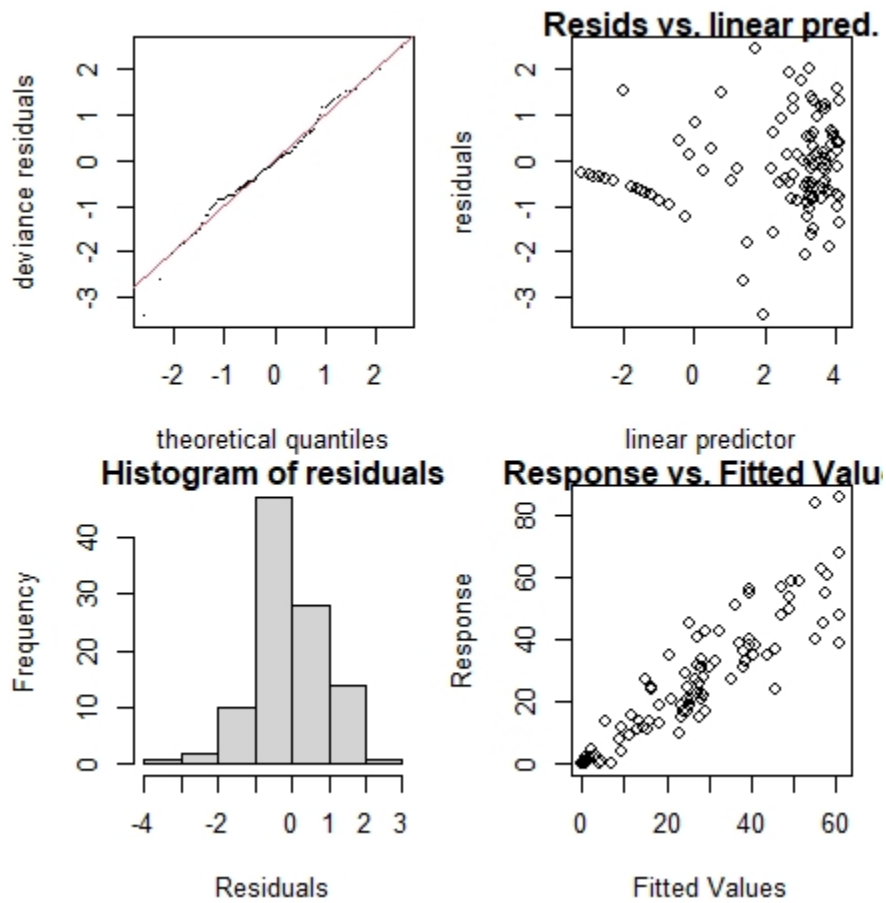 deviance residuals
2
1
0
-1
-2
-3
-2 -1 0 1 2
theoretical quantiles
Resids vs. linear pred.
residuals
2
1
0
-1
-2
-3
-2 0 2 4
linear predictor
Histogram of residuals
Frequency
40
30
20
10
0
-4 -2 0 1 2 3
Residuals
Response vs. Fitted Value
Response
80
60
40
20
0
0 20 40 60
Fitted Values